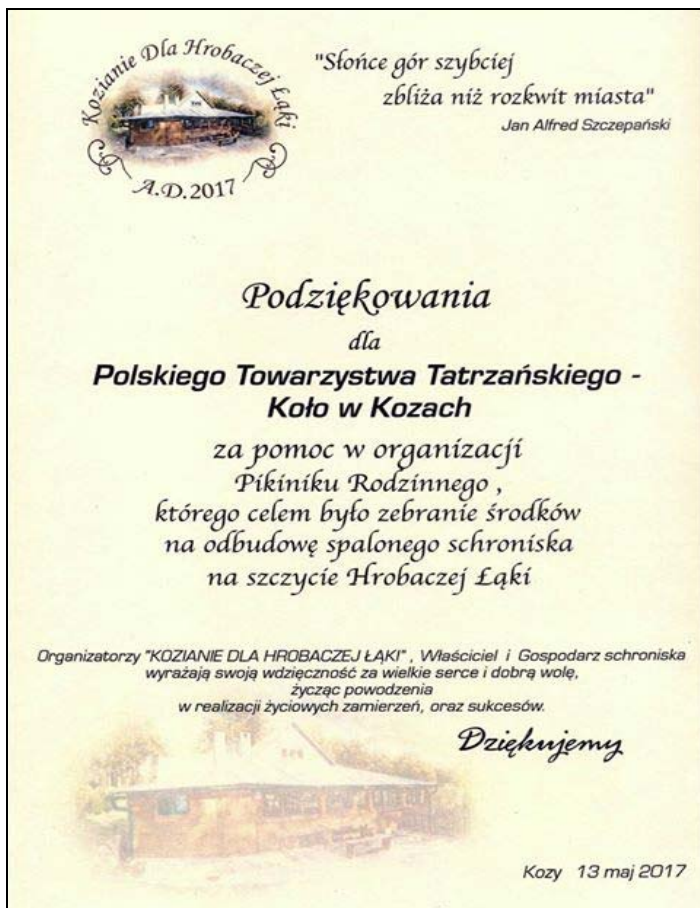 Kozianie Dla Hrobaczej Łąki
A.D.2017
"Słońce gór szybciej
zbliża niż rozkwit miasta"
Jan Alfred Szczepański
Podziękowania
dla
Polskiego Towarzystwa Tatrzańskiego -
Koło w Kozach
za pomoc w organizacji
Pikiniku Rodzinnego ,
którego celem było zebranie środków
na odbudowę spalonego schroniska
na szczycie Hrobaczej Łąki
Organizatorzy "KOZIANIE DLA HROBACZEJ ŁĄKI" , Właściciel i Gospodarz schroniska
wyrażają swoją wdzięczność za wielkie serce i dobrą wolę,
życząc powodzenia
w realizacji życiowych zamierzeń, oraz sukcesów.
Dziękujemy
Kozy 13 maj 2017